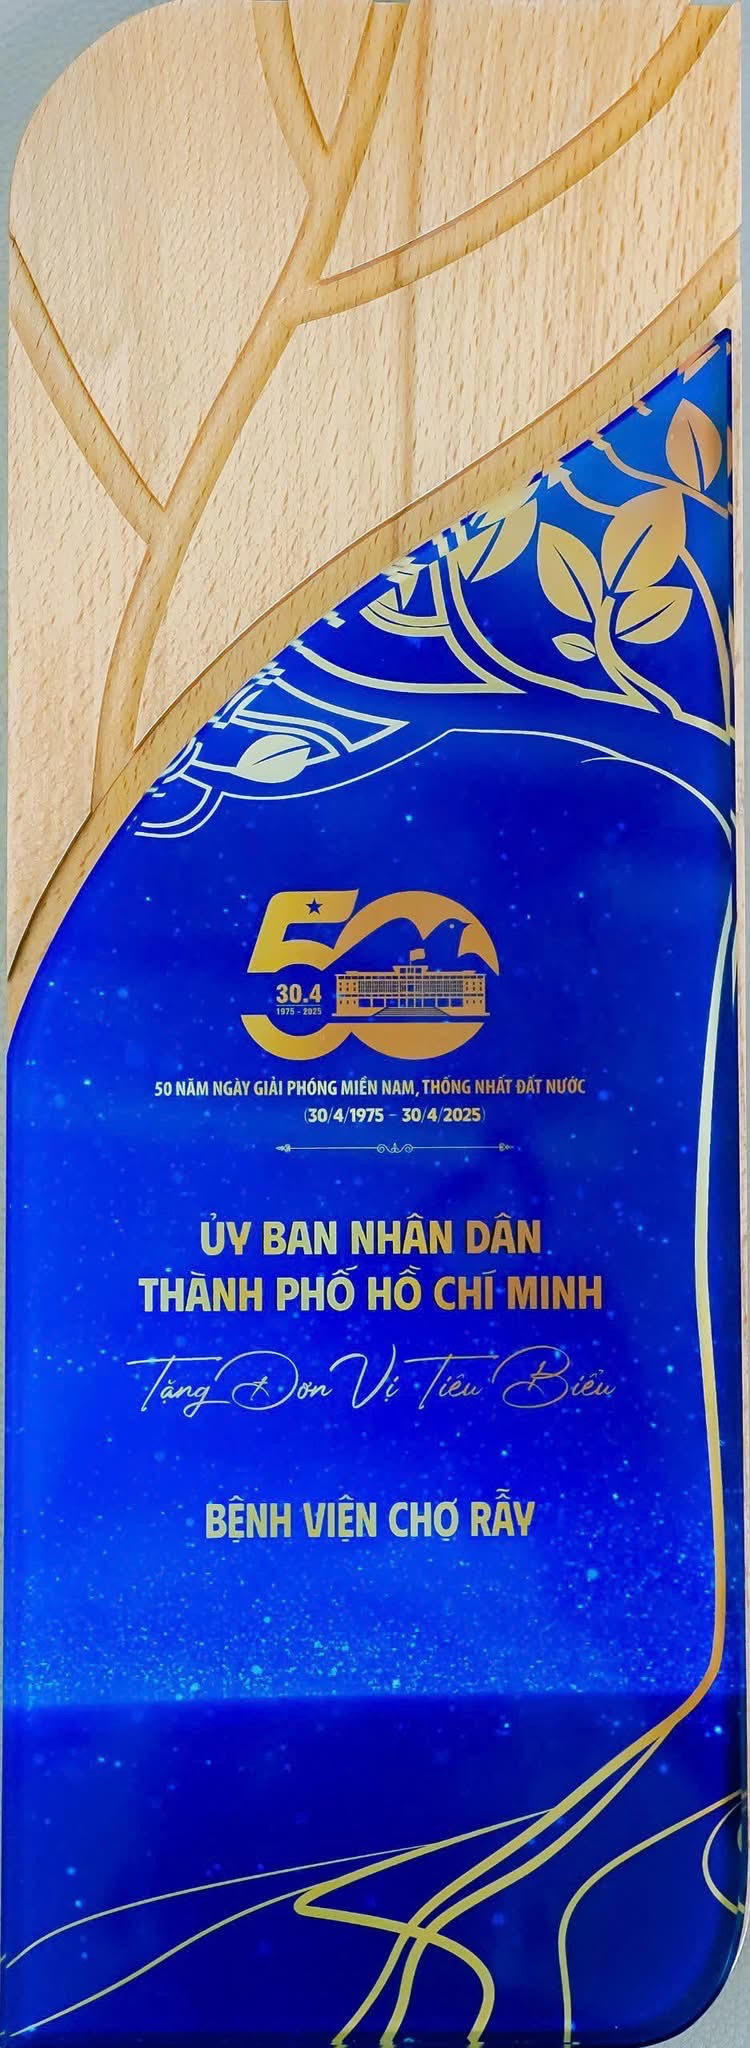 50
30.4
1975 - 2025
50 NĂM NGÀY GIẢI PHÓNG MIỀN NAM, THỐNG NHẤT ĐẤT NƯỚC
(30/4/1975 - 30/4/2025)
ỦY BAN NHÂN DÂN
THÀNH PHỐ HỒ CHÍ MINH
Tặng Đơn Vị Tiêu Biểu
BỆNH VIỆN CHỢ RẪY